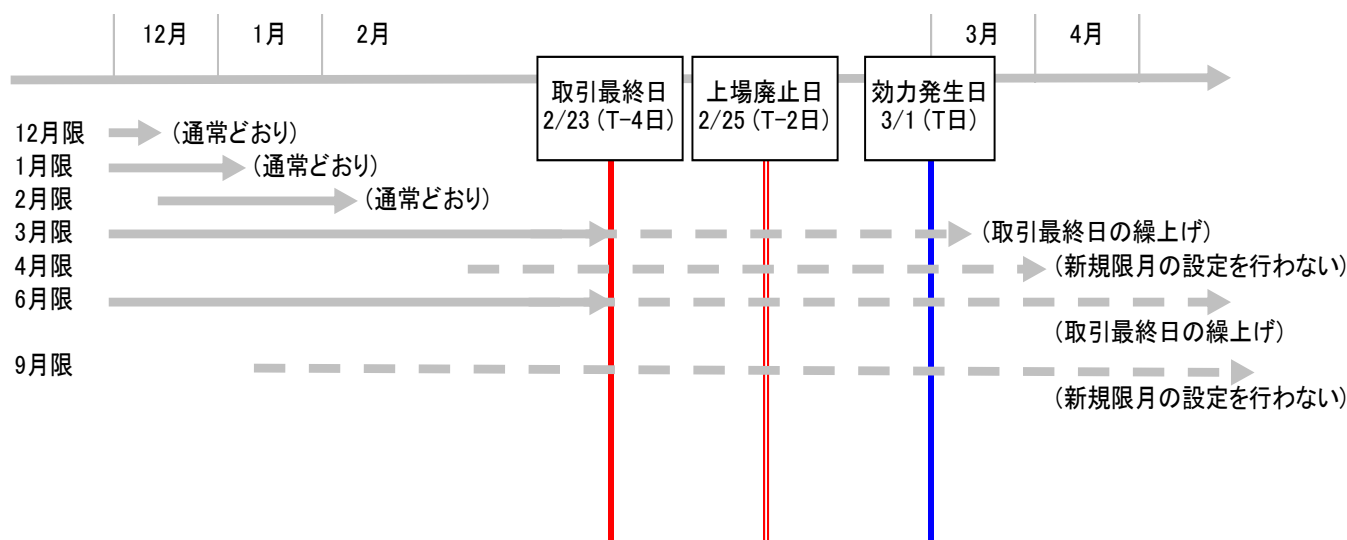 12月
1月
2月
3月
4月
取引最終日
2/23（T-4日）
上場廃止日
2/25（T-2日）
効力発生日
3/1（T日）
12月限
（通常どおり）
1月限
（通常どおり）
2月限
（通常どおり）
3月限
（取引最終日の繰上げ）
4月限
（新規限月の設定を行わない）
6月限
（取引最終日の繰上げ）
9月限
（新規限月の設定を行わない）